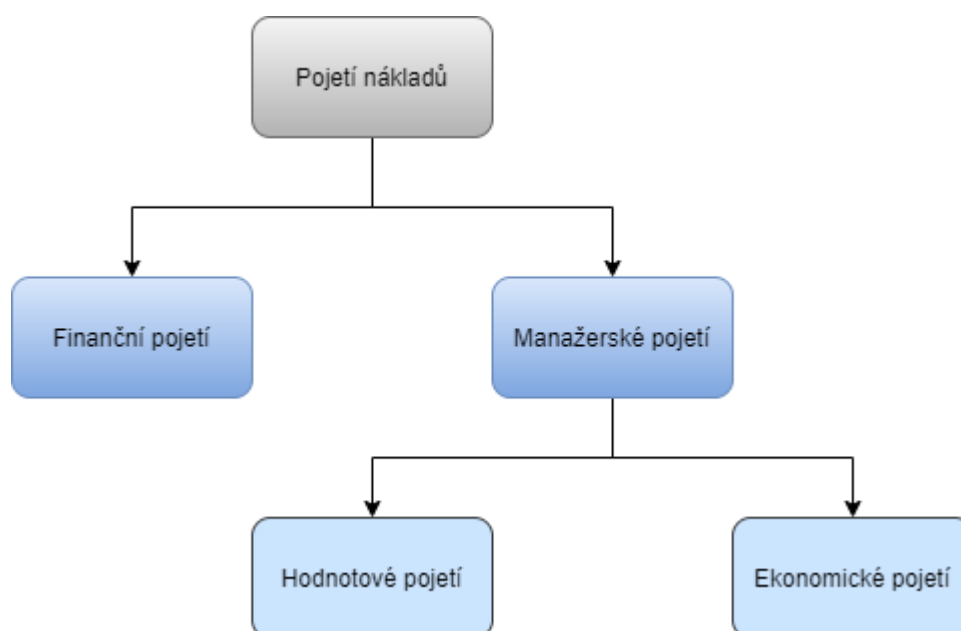 Pojetí nákladů
Finanční pojetí
Manažerské pojetí
Hodnotové pojetí
Ekonomické pojetí